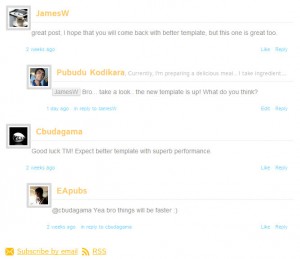 JamesW
great post. I hope that you will come back with better template, but this one is great too.
2 weeks ago Like Reply
Pubudu Kodikara Currently, I'm preparing a delicious meal.. I take ingredient...
JamesW Bro... take a look.. the new template is up! What do you think?
1 day ago in reply to JamesW Edit Reply
Cbudagama
Good luck TM! Expect better template with superb performance.
2 weeks ago Like Reply
EApubs
@cbudagama Yea bro things will be faster :)
2 weeks ago in reply to cbudagama Like Reply
Subscribe by email RSS